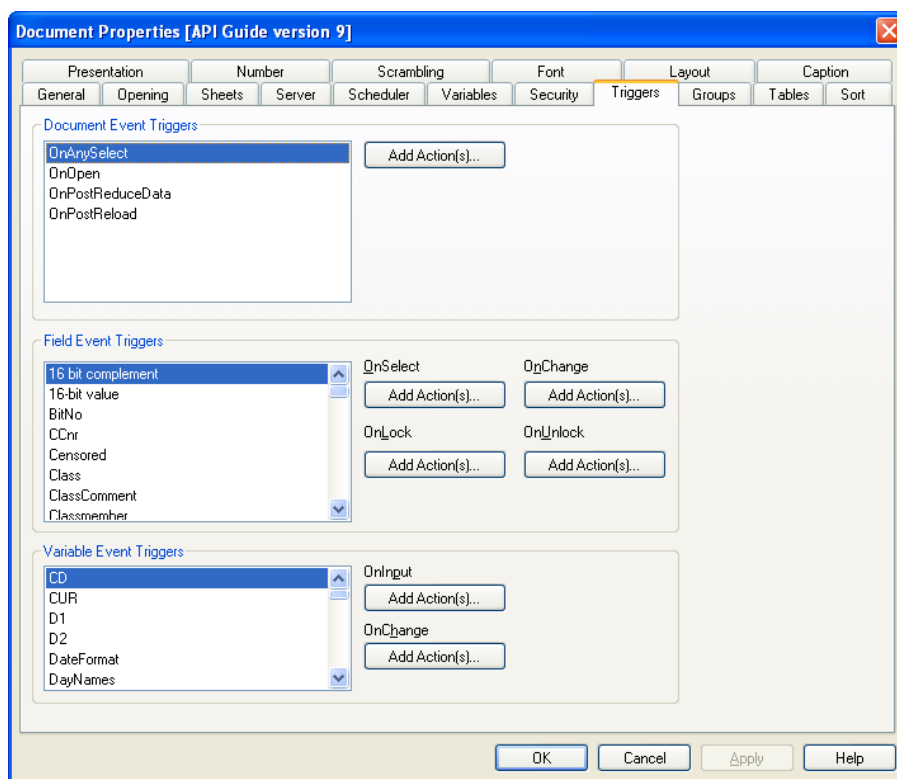 Document Properties [API Guide version 9]
Presentation Number Scrambling Font Layout Caption
General Opening Sheets Server Scheduler Variables Security Triggers Groups Tables Sort
Document Event Triggers
OnAnySelect
OnOpen
OnPostReduceData
OnPostReload
Add Action(s)...
Field Event Triggers
16 bit complement
16-bit value
BitNo
CCnr
Censored
Class
ClassComment
Classmember
OnSelect OnChange
Add Action(s)... Add Action(s)...
OnLock OnUnlock
Add Action(s)... Add Action(s)...
Variable Event Triggers
CD
CUR
D1
D2
DateFormat
DayNames
OnInput
Add Action(s)...
OnChange
Add Action(s)...
OK Cancel Apply Help